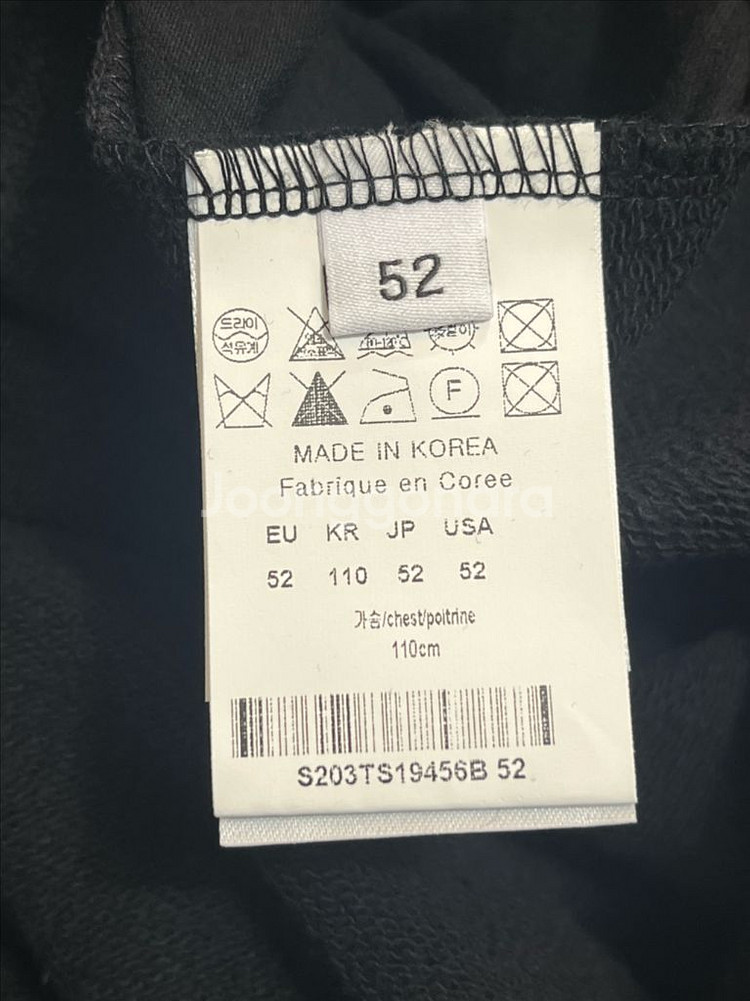 52
드라이
석유계
F
MADE IN KOREA
Fabrique en Coree
Joonggonara
EU KR JP USA
52 110 52 52
가슴/chest/poitrine
110cm
S203TS19456B 52